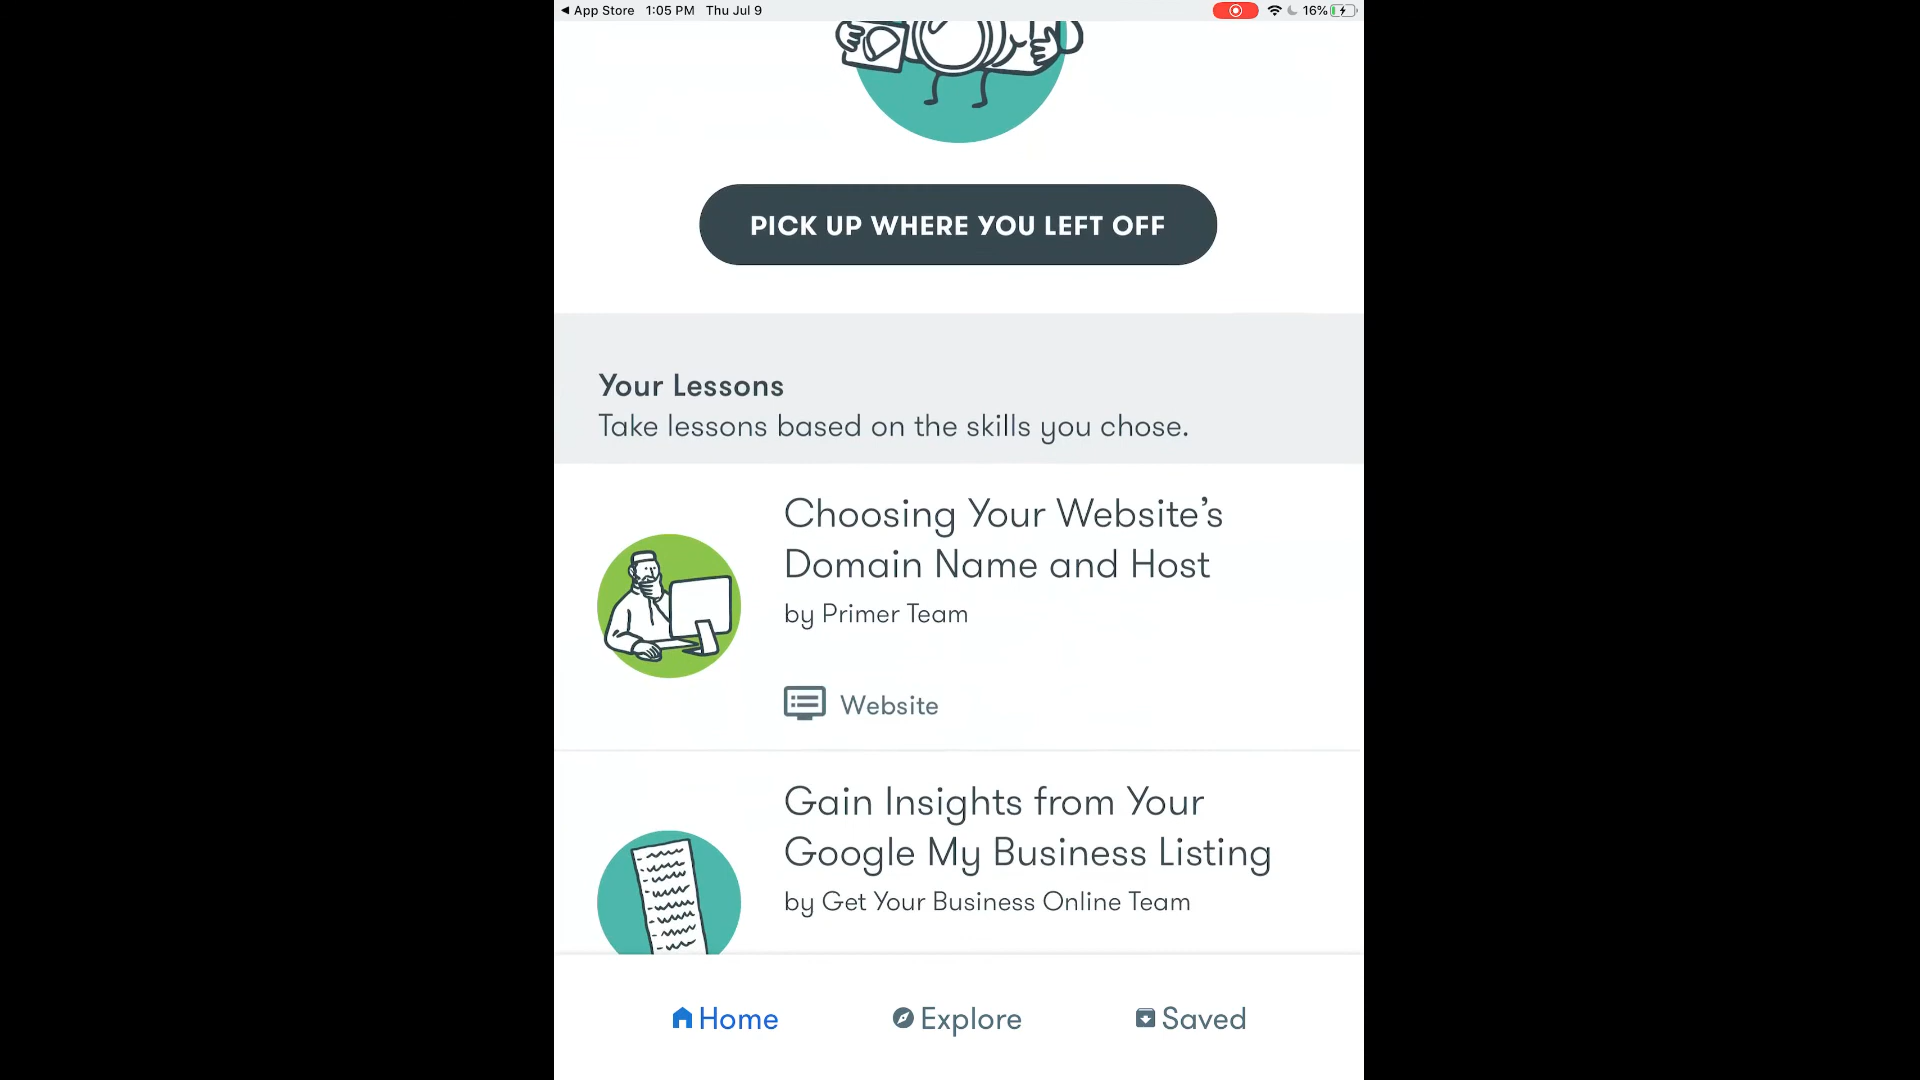 App Store 1:05 PM Thu Jul 9 16%
PICK UP WHERE YOU LEFT OFF
Your Lessons
Take lessons based on the skills you chose.
Choosing Your Website’s
Domain Name and Host
by Primer Team
Website
Gain Insights from Your
Google My Business Listing
by Get Your Business Online Team
Home Explore Saved